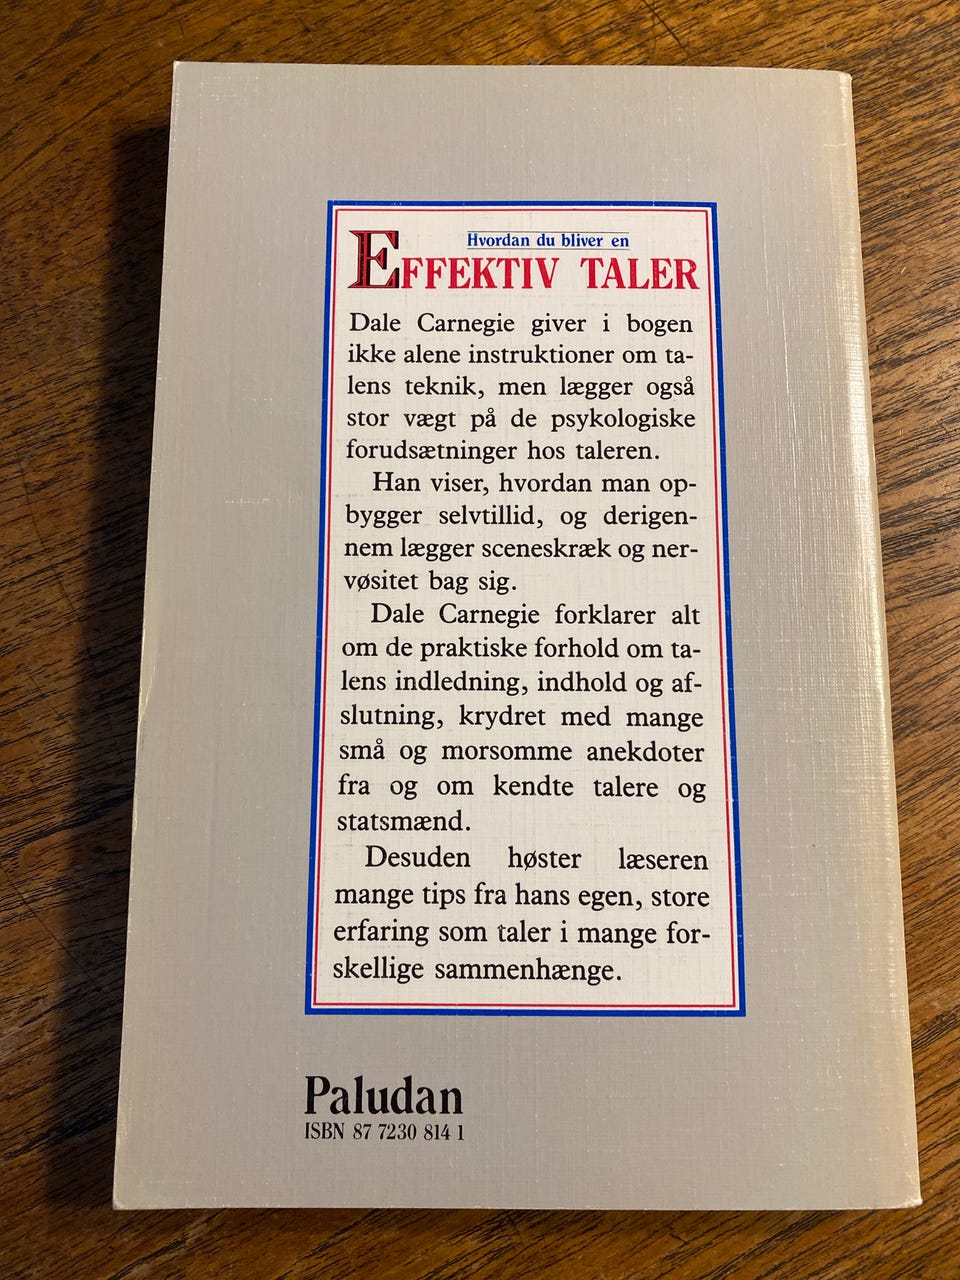 Hvordan du bliver en
EFFEKTIV TALER
Dale Carnegie giver i bogen
ikke alene instruktioner om ta-
lens teknik, men lægger også
stor vægt på de psykologiske
forudsætninger hos taleren.
Han viser, hvordan man op-
bygger selvtillid, og derigen-
nem lægger sceneskræk og ner-
vøsitet bag sig.
Dale Carnegie forklarer alt
om de praktiske forhold om ta-
lens indledning, indhold og af-
slutning, krydret med mange
små og morsomme anekdoter
fra og om kendte talere og
statsmænd.
Desuden høster læseren
mange tips fra hans egen, store
erfaring som taler i mange for-
skellige sammenhænge.
Paludan
ISBN 87 7230 814 1